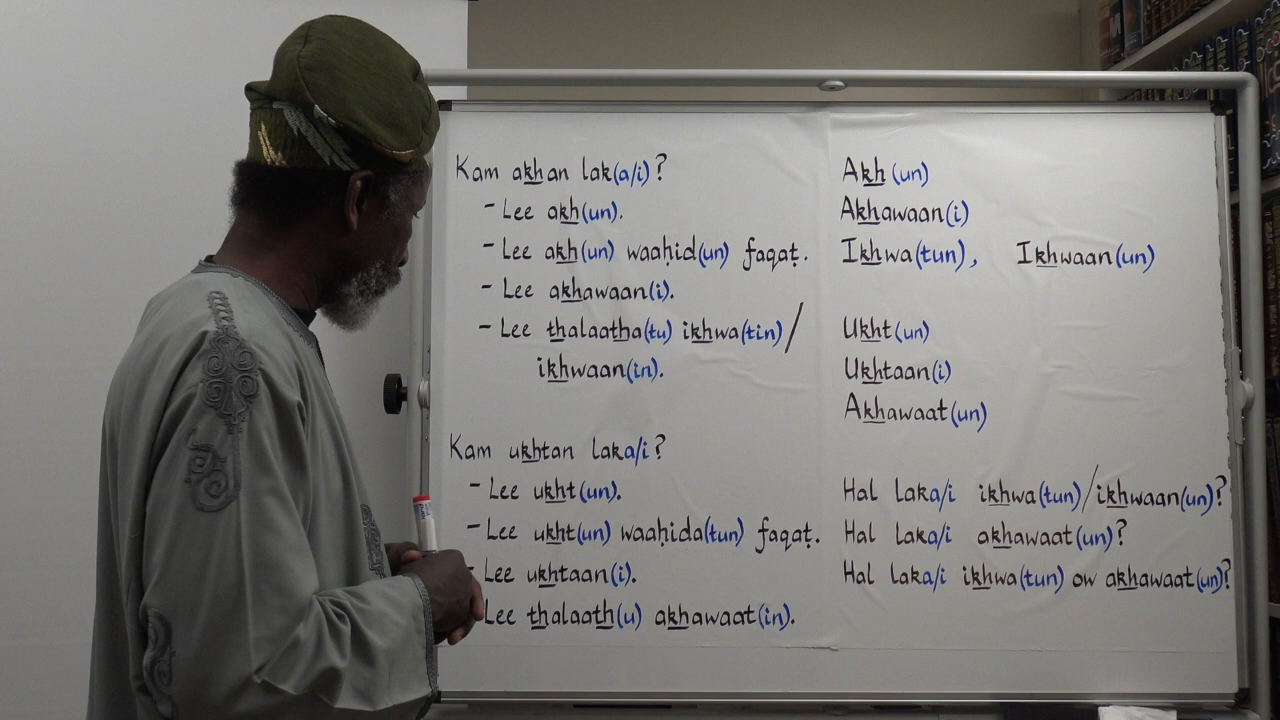 Kam akhan lak(a/i)?
- Lee akh(un).
- Lee akh(un) waaḥid(un) faqaṭ.
- Lee akhawaan(i).
- Lee thalaatha(tu) ikhwa(tin)/
ikhwaan(in).
Kam ukhtan laka/i?
- Lee ukht(un).
- Lee ukht(un) waaḥida(tun) faqaṭ.
- Lee ukhtaan(i).
Lee thalaath(u) akhawaat(in).
Akh(un)
Akhawaan(i)
Ikhwa(tun), Ikhwaan(un)
Ukht(un)
Ukhtaan(i)
Akhawaat(un)
Hal laka/i ikhwa(tun)/ikhwaan(un)?
Hal laka/i akhawaat(un)?
Hal laka/i ikhwa(tun) ow akhawaat(un)?